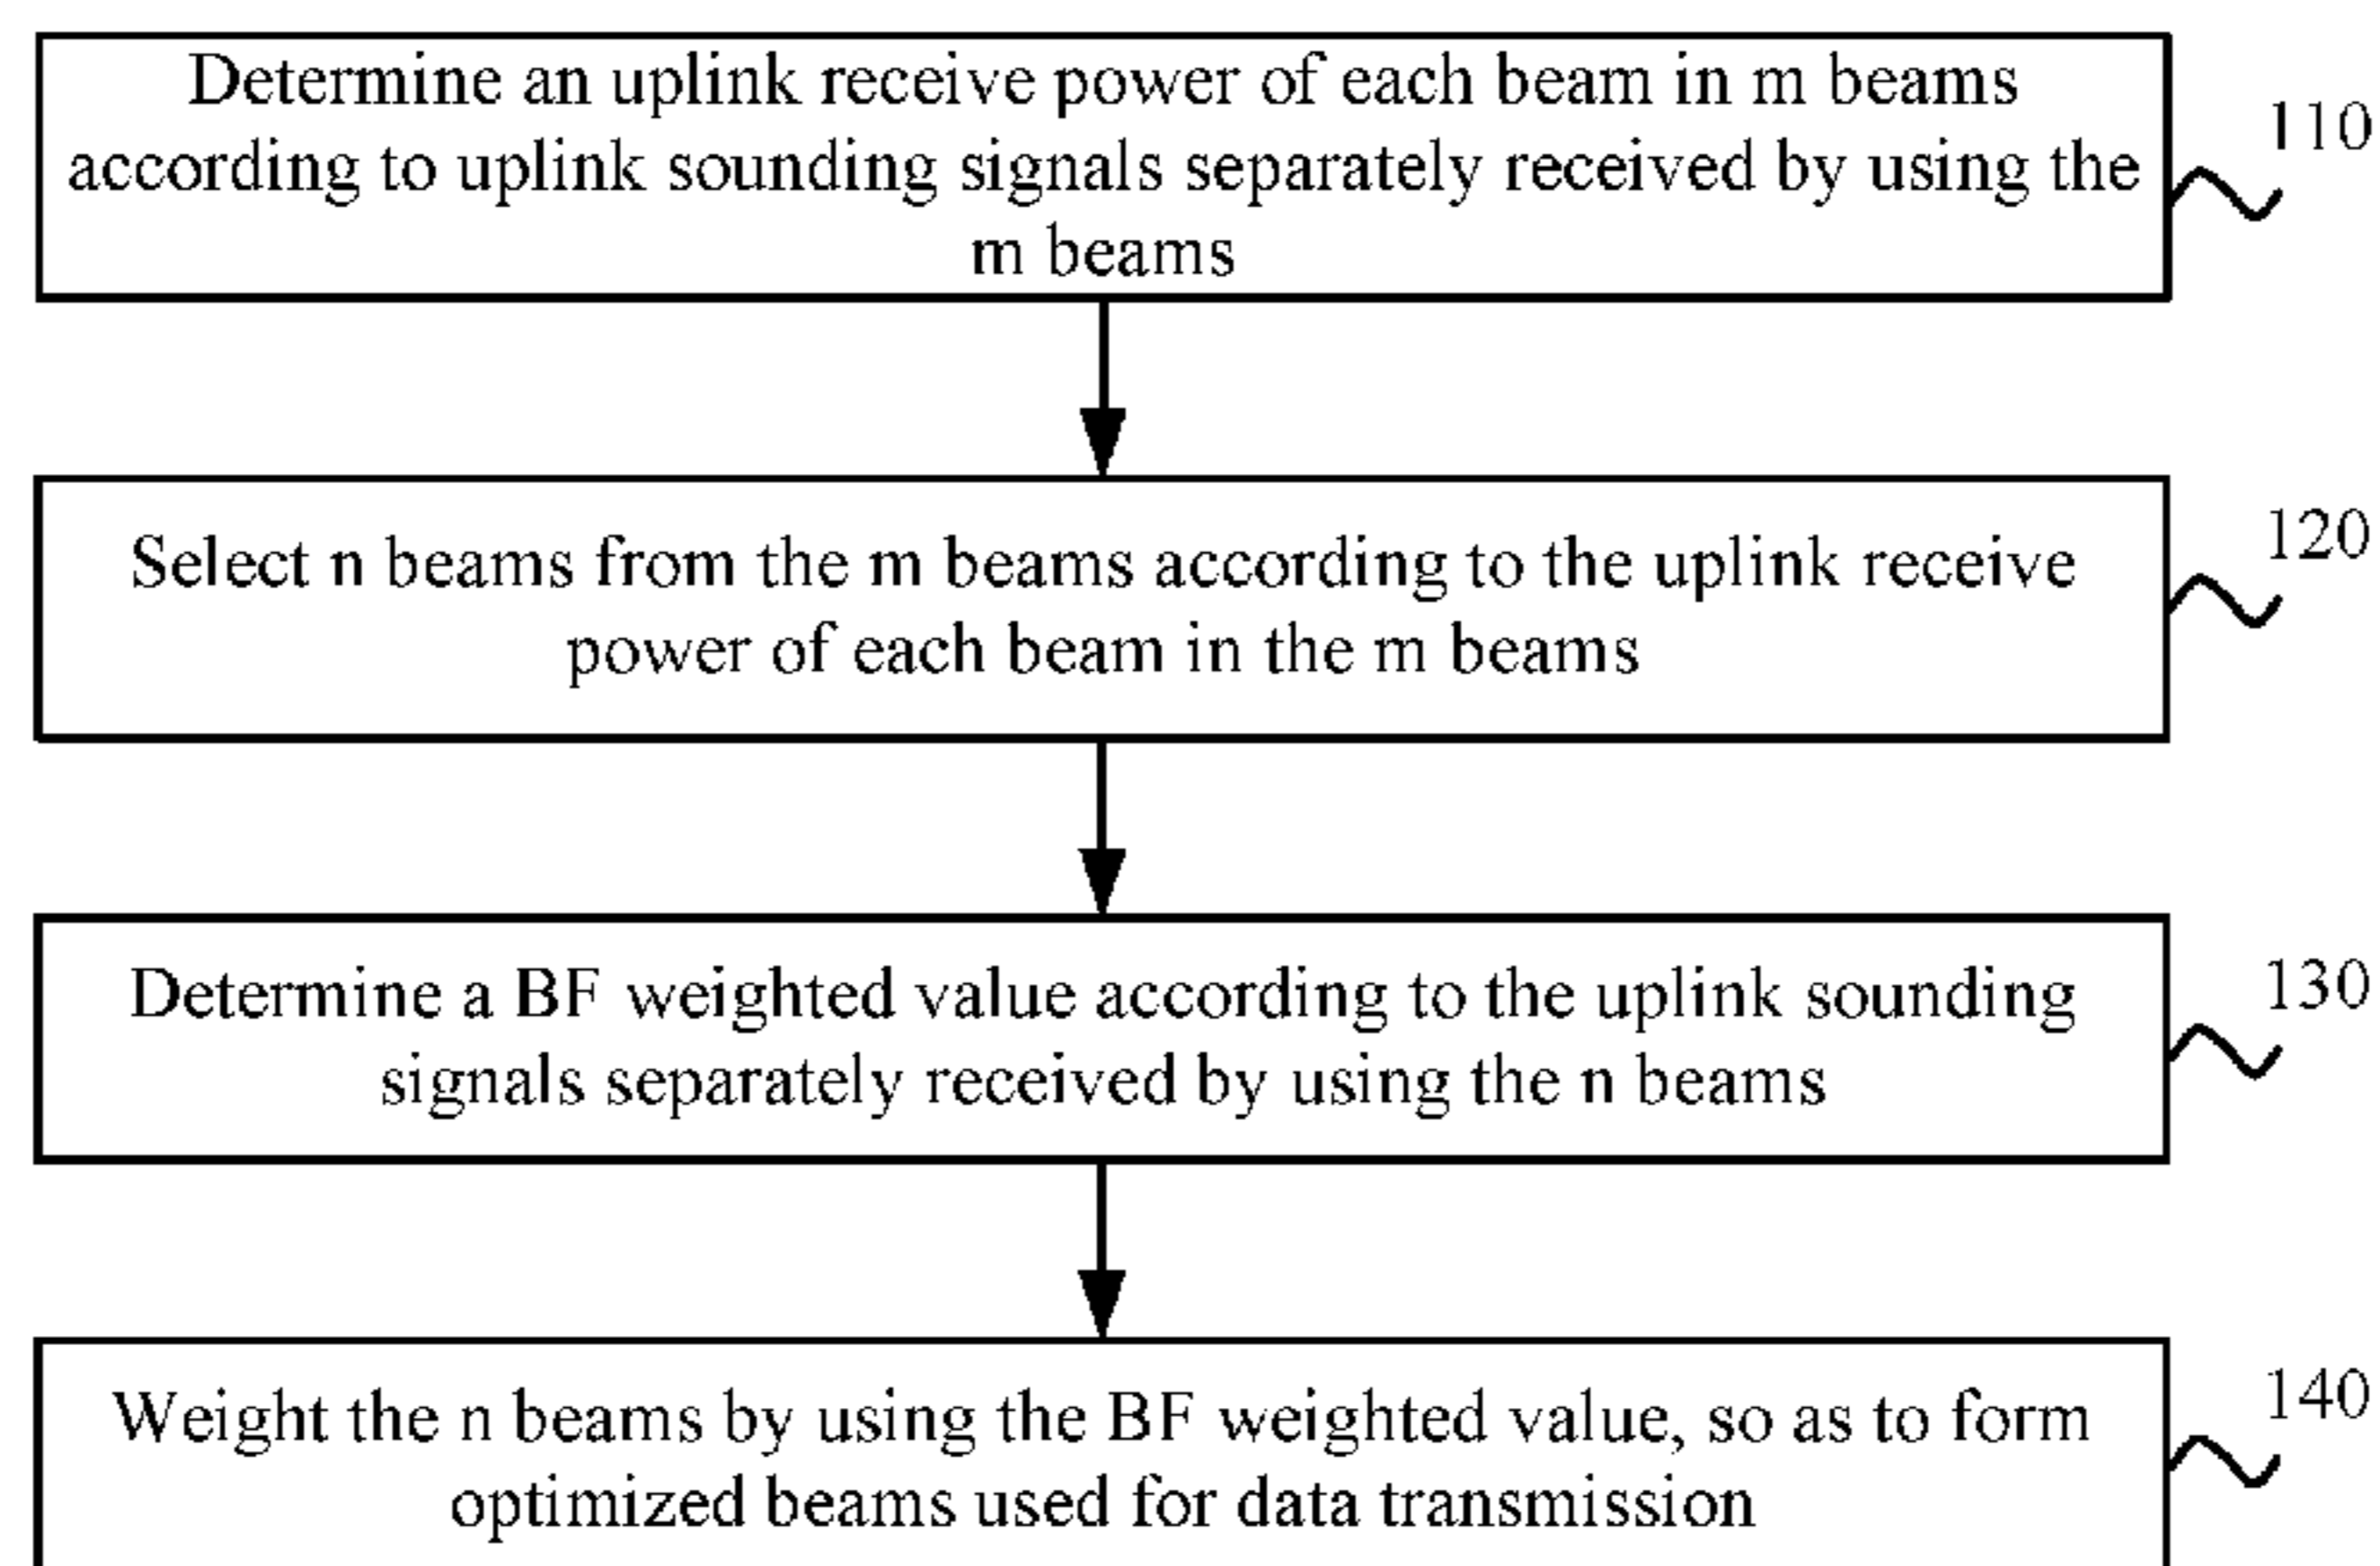 Determine an uplink receive power of each beam in m beams
according to uplink sounding signals separately received by using the
m beams
110
Select n beams from the m beams according to the uplink receive
power of each beam in the m beams
120
Determine a BF weighted value according to the uplink sounding
signals separately received by using the n beams
130
Weight the n beams by using the BF weighted value, so as to form
optimized beams used for data transmission
140